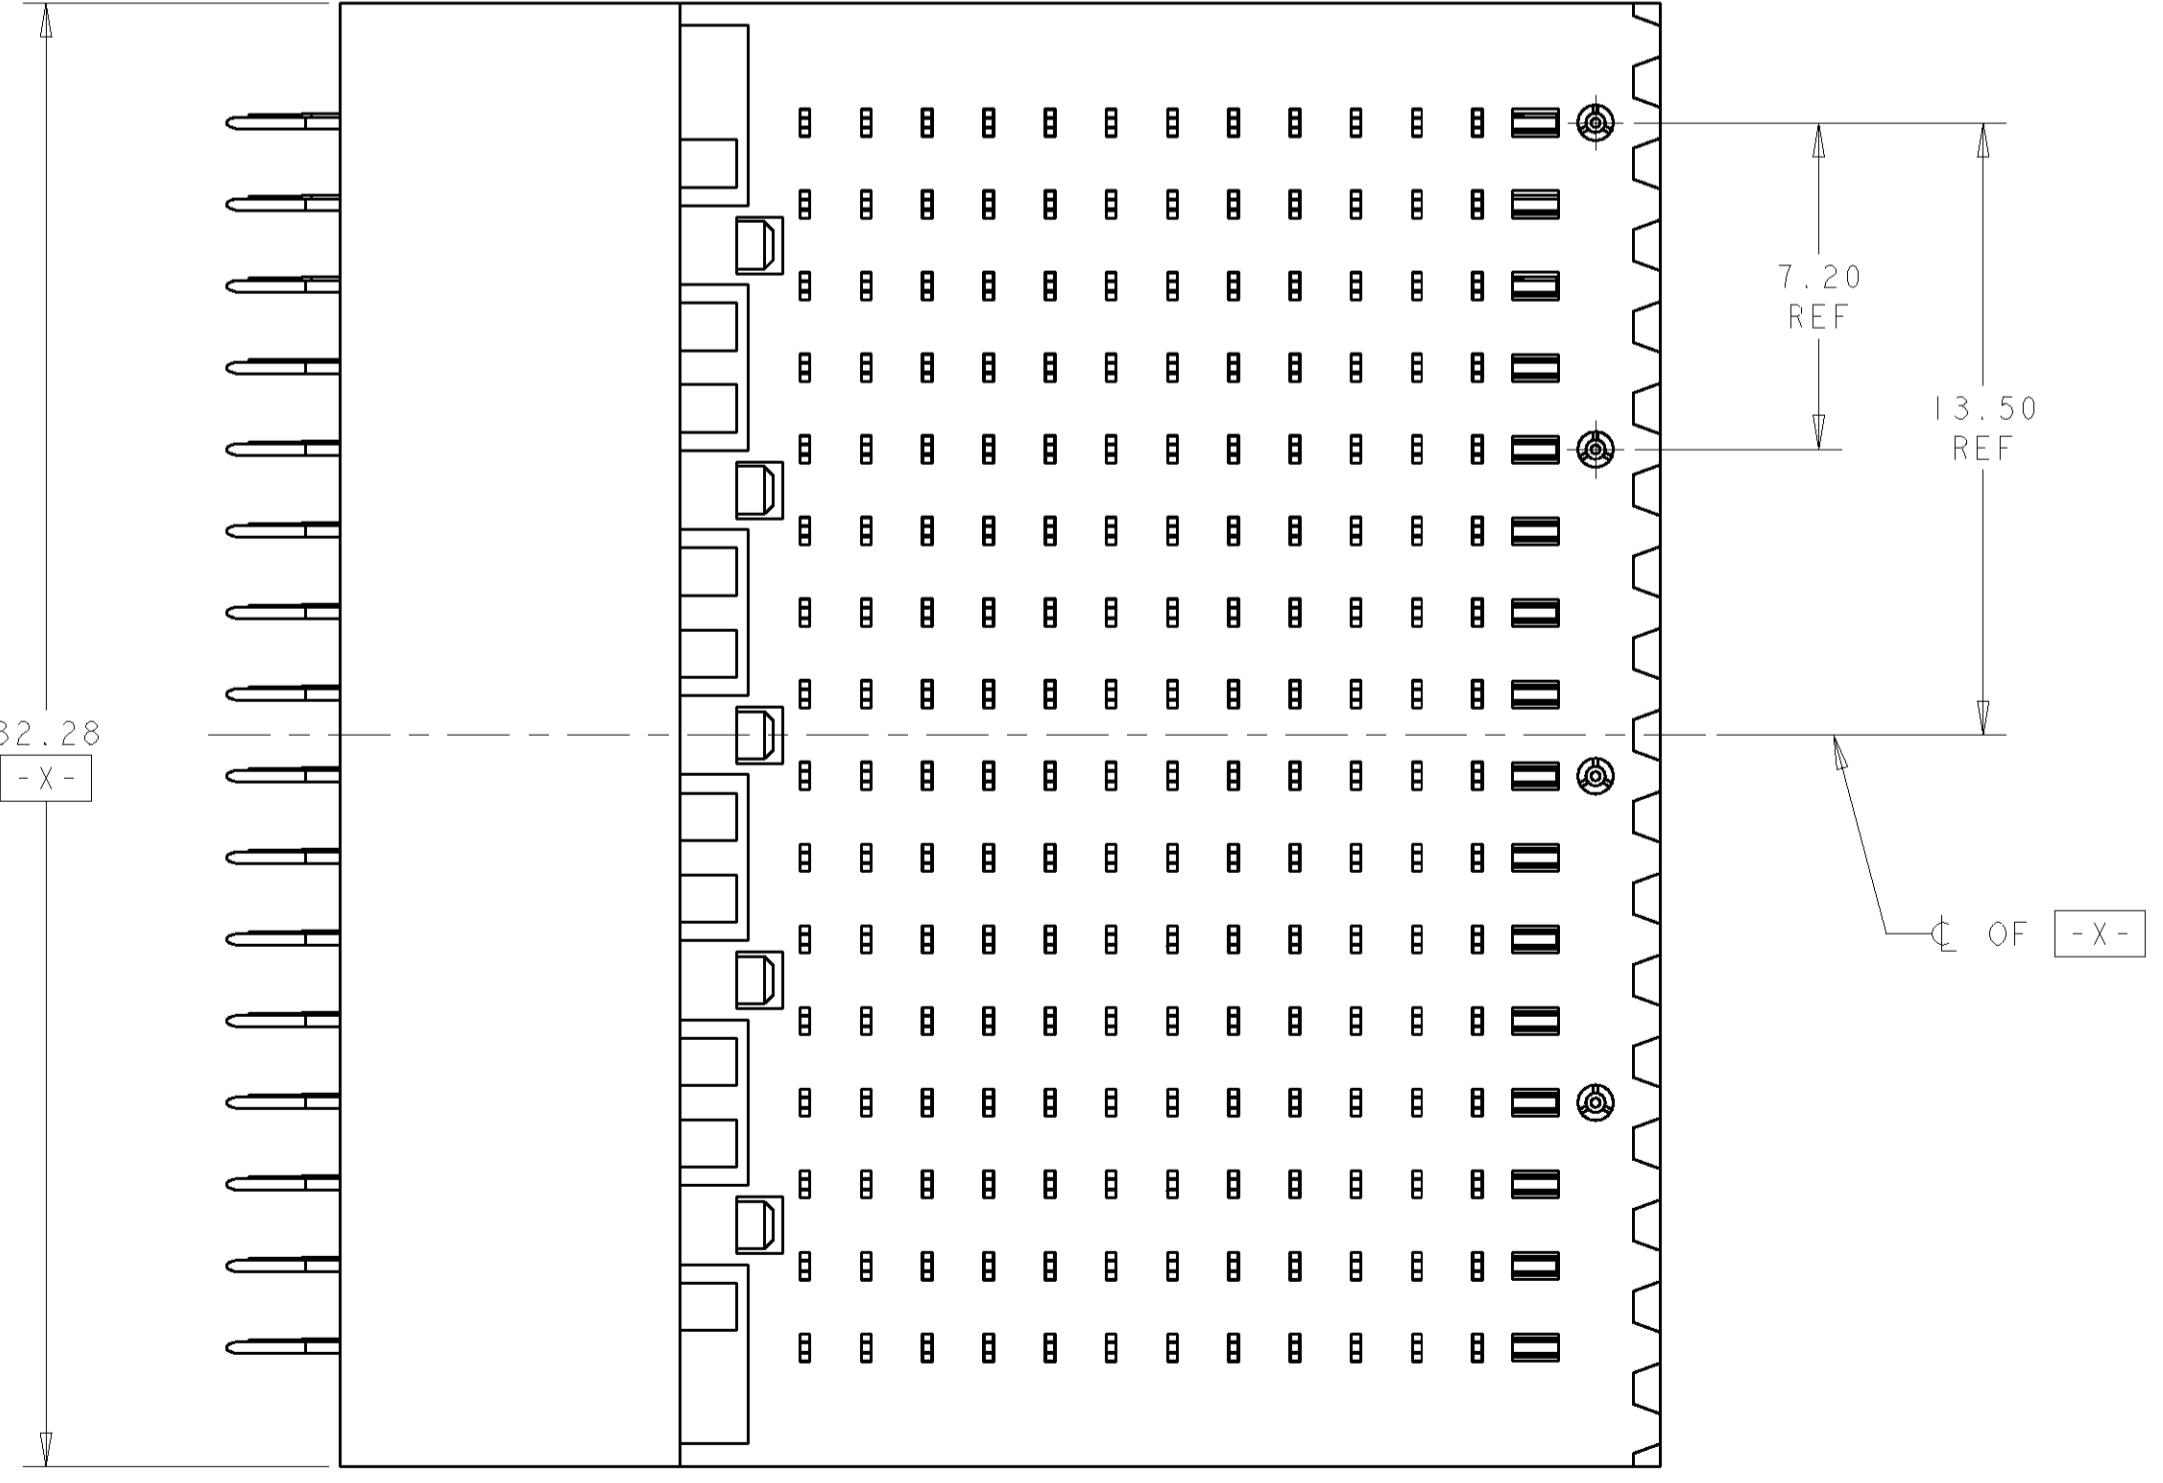 7.20
REF
13.50
REF
32.28
-X-
℄ OF -X-